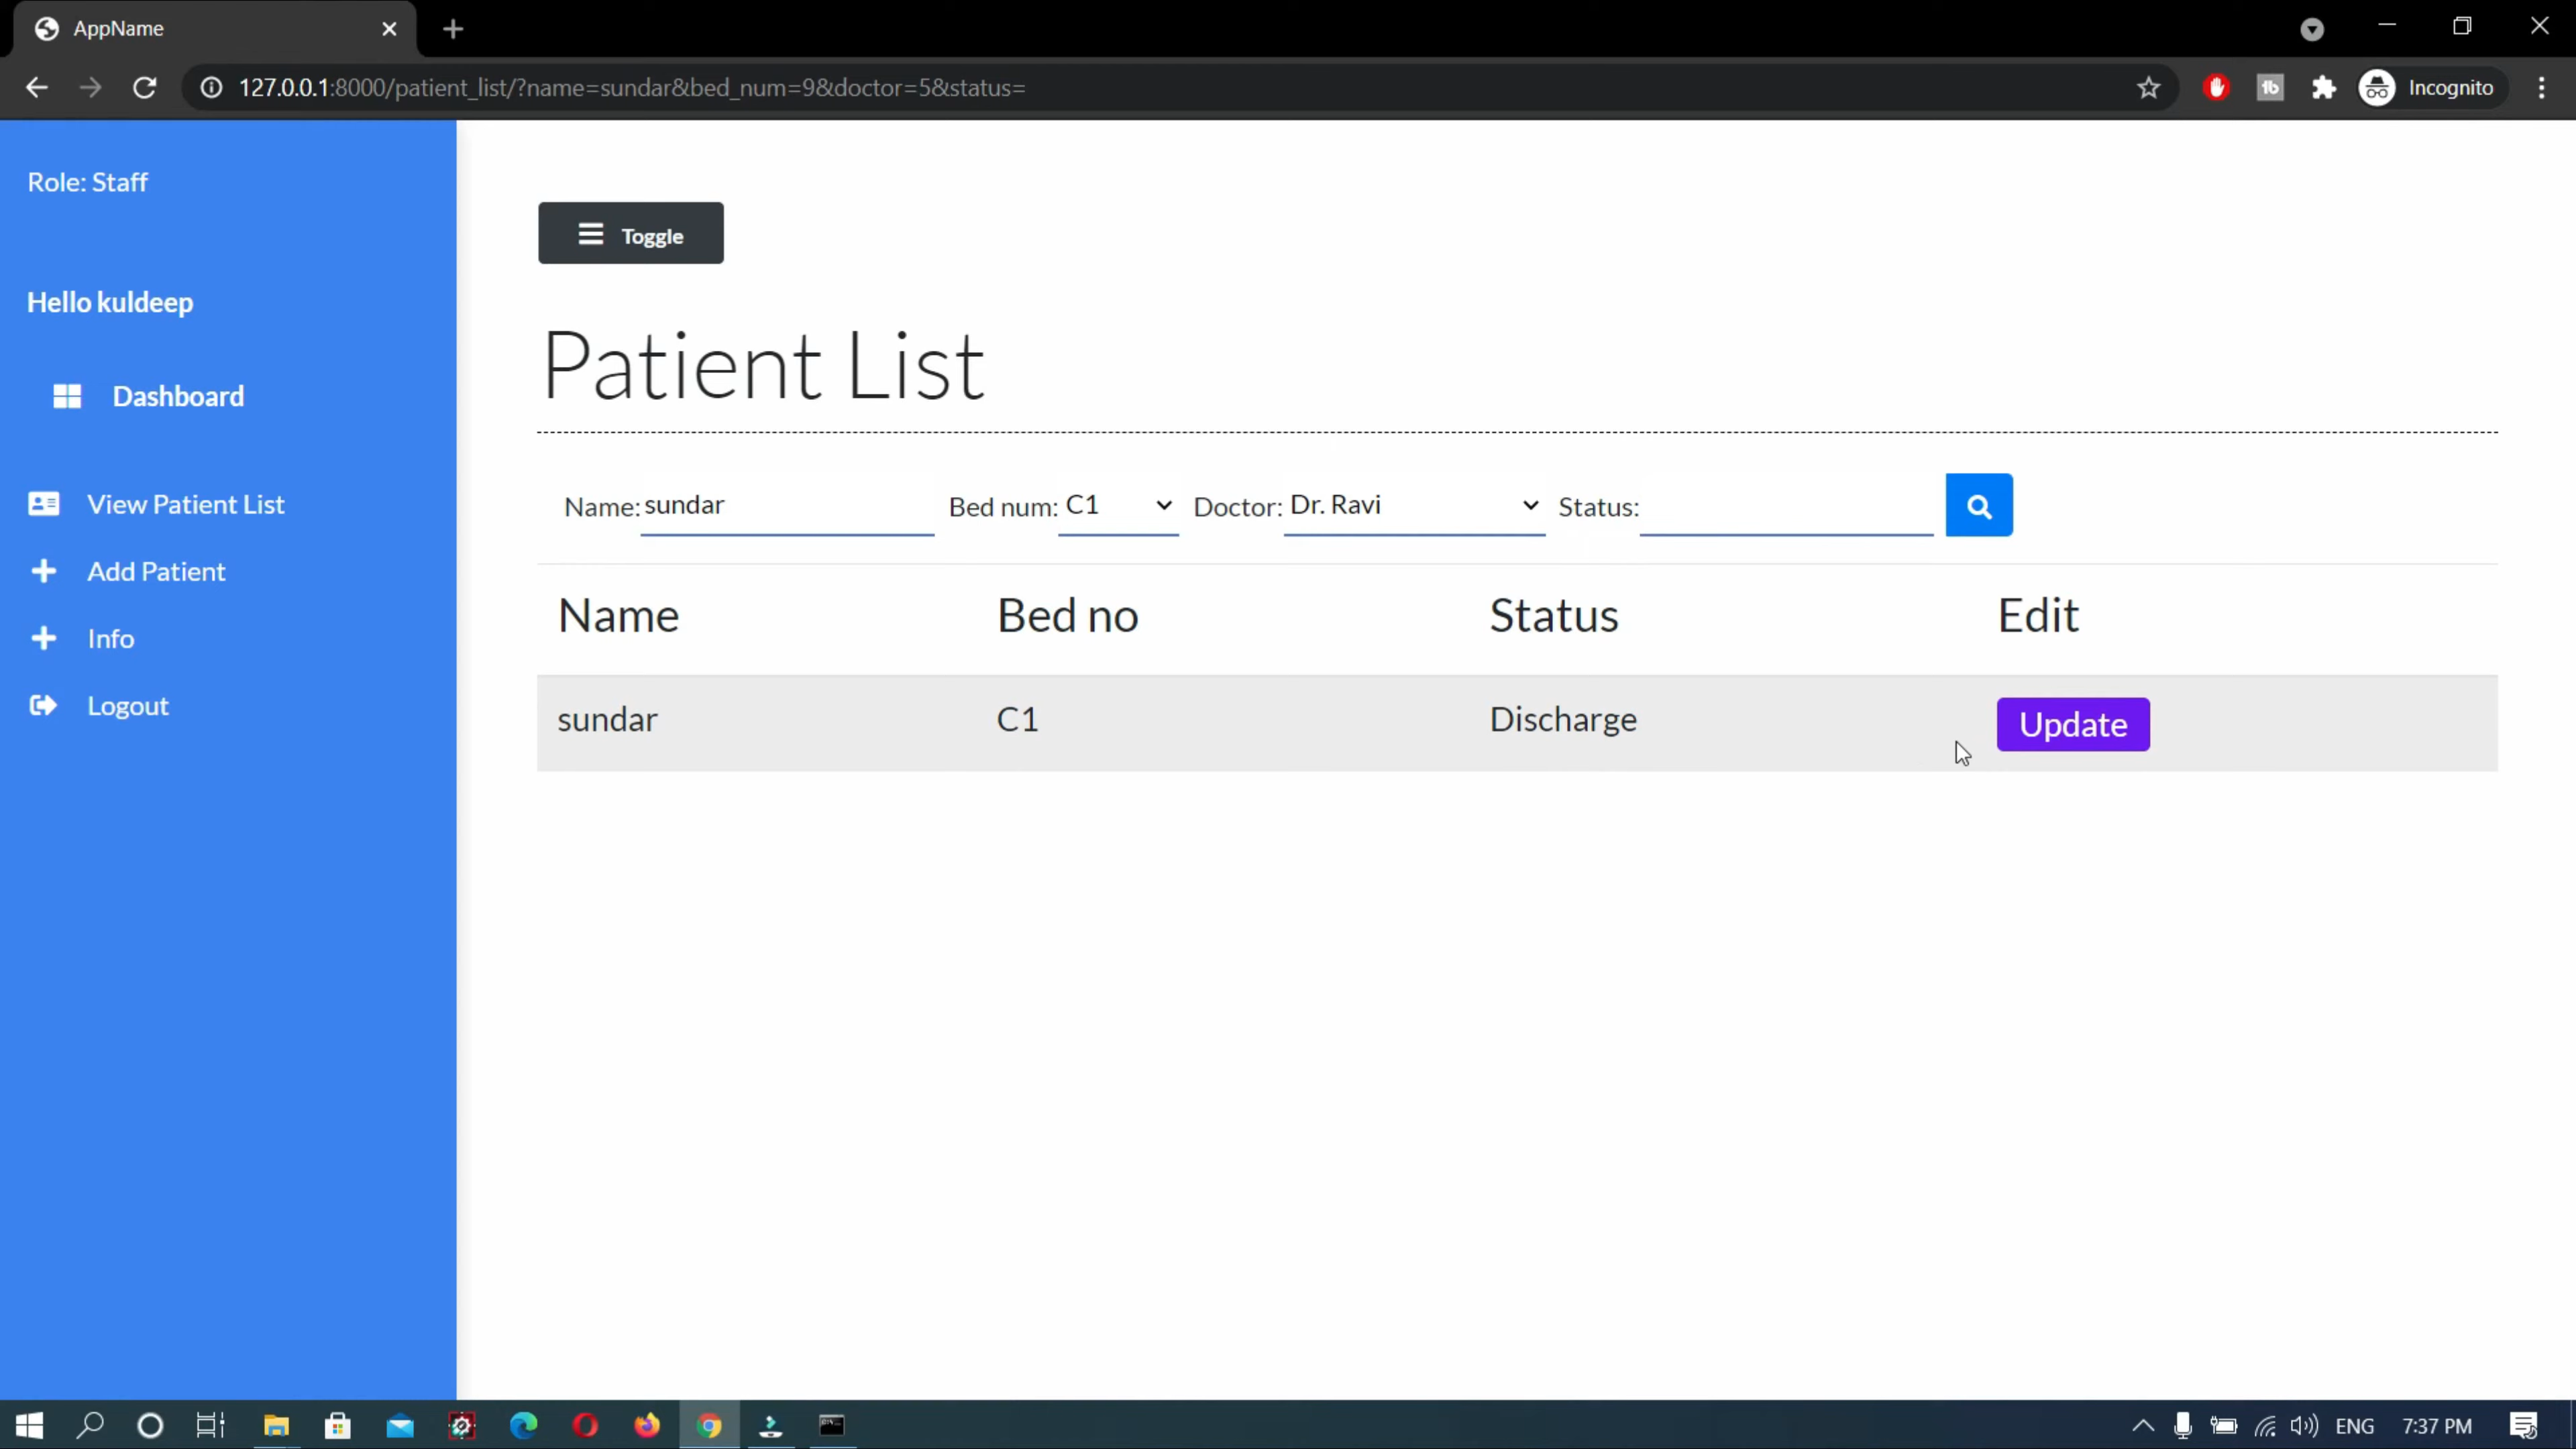 AppName
127.0.0.1:8000/patient_list/?name=sundar&bed_num=9&doctor=5&status=
Incognito
Role: Staff
Toggle
Hello kuldeep
Dashboard
View Patient List
Add Patient
Info
Logout
Patient List
Name: sundar Bed num: C1 Doctor: Dr. Ravi Status:
Name Bed no Status Edit
sundar C1 Discharge Update
ENG 7:37 PM